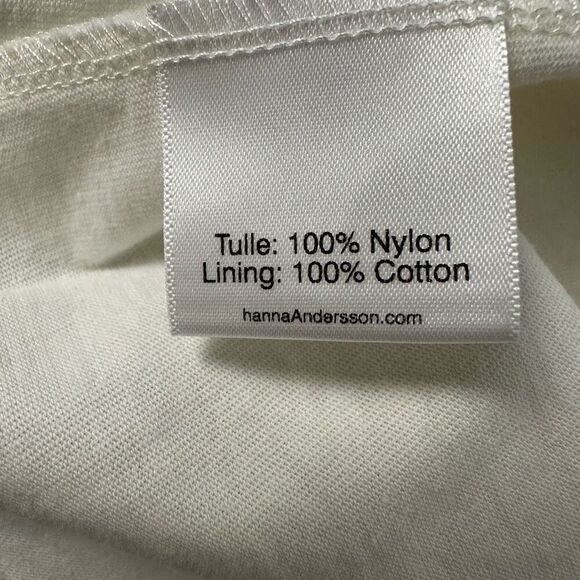 Tulle: 100% Nylon
Lining: 100% Cotton
hannaAndersson.com